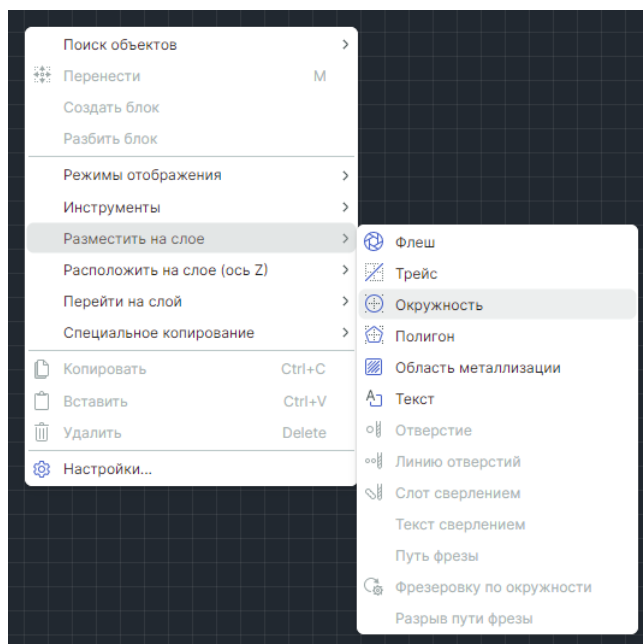 Поиск объектов
Перенести M
Создать блок
Разбить блок
Режимы отображения
Инструменты
Разместить на слое
Расположить на слое (ось Z)
Перейти на слой
Специальное копирование
Копировать Ctrl+C
Вставить Ctrl+V
Удалить Delete
Настройки...
Флеш
Трейс
Окружность
Полигон
Область металлизации
Текст
Отверстие
Линию отверстий
Слот сверлением
Текст сверлением
Путь фрезы
Фрезеровку по окружности
Разрыв пути фрезы